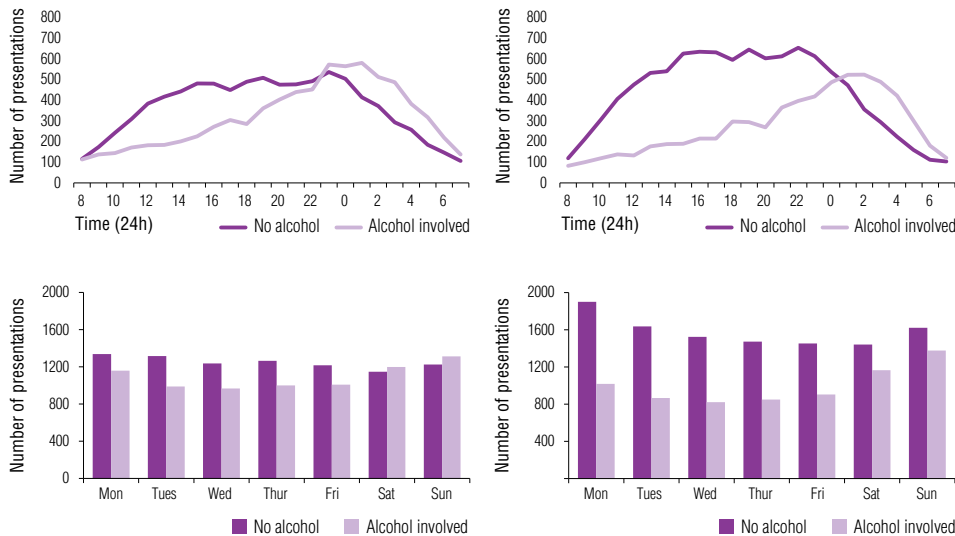 Number of presentations
800
700
600
500
400
300
200
100
0
8 10 12 14 16 18 20 22 0 2 4 6
Time (24h)
No alcohol Alcohol involved
Number of presentations
800
700
600
500
400
300
200
100
0
8 10 12 14 16 18 20 22 0 2 4 6
Time (24h)
No alcohol Alcohol involved
Number of presentations
2000
1600
1200
800
400
0
Mon Tues Wed Thur Fri Sat Sun
No alcohol Alcohol involved
Number of presentations
2000
1600
1200
800
400
Mon Tues Wed Thur Fri Sat Sun
No alcohol Alcohol involved